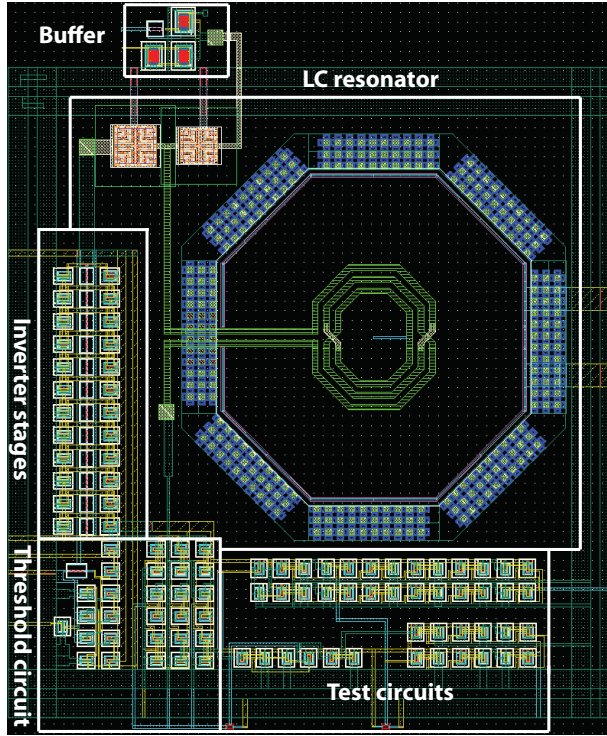 Buffer
LC resonator
Inverter stages
Threshold circuit
Test circuits